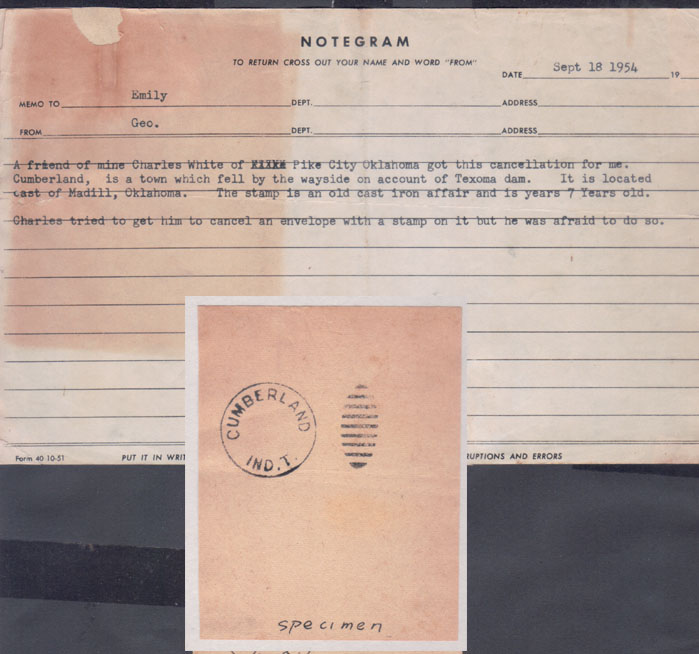 NOTEGRAM
TO RETURN CROSS OUT YOUR NAME AND WORD "FROM"
DATE Sept 18 1954 19
MEMO TO Emily DEPT. ADDRESS
FROM Geo. DEPT. ADDRESS
A friend of mine Charles White of Pike City Oklahoma got this cancellation for me.
Cumberland, is a town which fell by the wayside on account of Texoma dam. It is located
east of Madill, Oklahoma. The stamp is an old cast iron affair and is years 7 Years old.
Charles tried to get him to cancel an envelope with a stamp on it but he was afraid to do so.
CUMBERLAND
IND. T.
Form 40 10-51 PUT IT IN WRIT RUPTIONS AND ERRORS
specimen